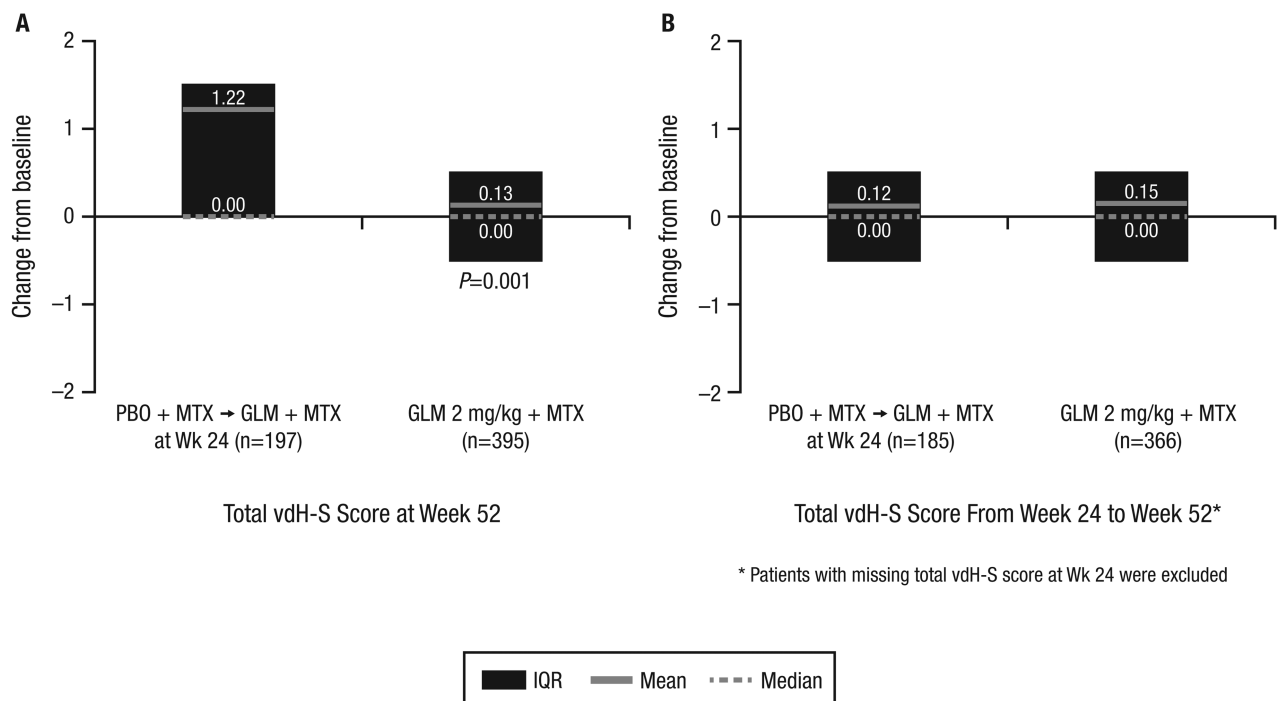 A
Change from baseline
2
1
0
–1
–2
1.22
0.00
0.13
0.00
P=0.001
PBO + MTX → GLM + MTX
at Wk 24 (n=197)
GLM 2 mg/kg + MTX
(n=395)
Total vdH-S Score at Week 52
B
Change from baseline
2
1
0
–1
–2
0.12
0.00
0.15
0.00
PBO + MTX → GLM + MTX
at Wk 24 (n=185)
GLM 2 mg/kg + MTX
(n=366)
Total vdH-S Score From Week 24 to Week 52*
* Patients with missing total vdH-S score at Wk 24 were excluded
IQR Mean Median